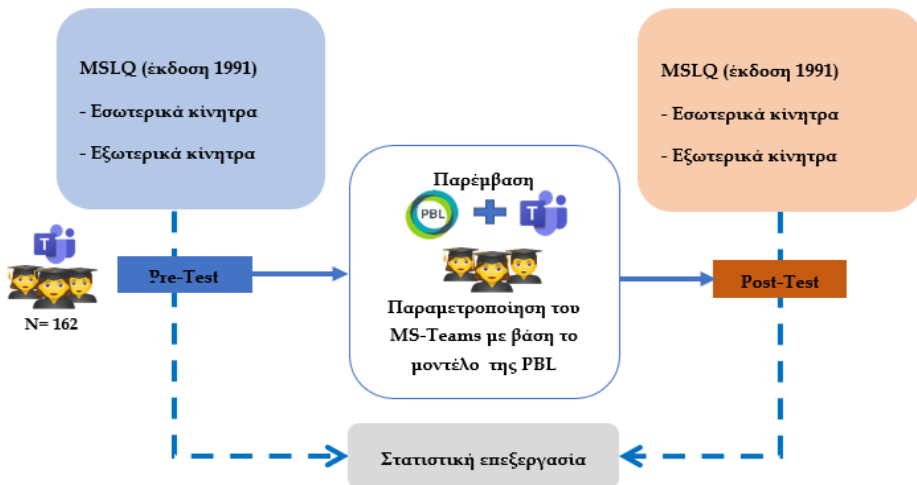 MSLQ (έκδοση 1991)
- Εσωτερικά κίνητρα
- Εξωτερικά κίνητρα
MSLQ (έκδοση 1991)
- Εσωτερικά κίνητρα
- Εξωτερικά κίνητρα
Παρέμβαση
PBL
T
T
N= 162
Pre-Test
Post-Test
Παραμετροποίηση του
MS-Teams με βάση το
μοντέλο της PBL
Στατιστική επεξεργασία